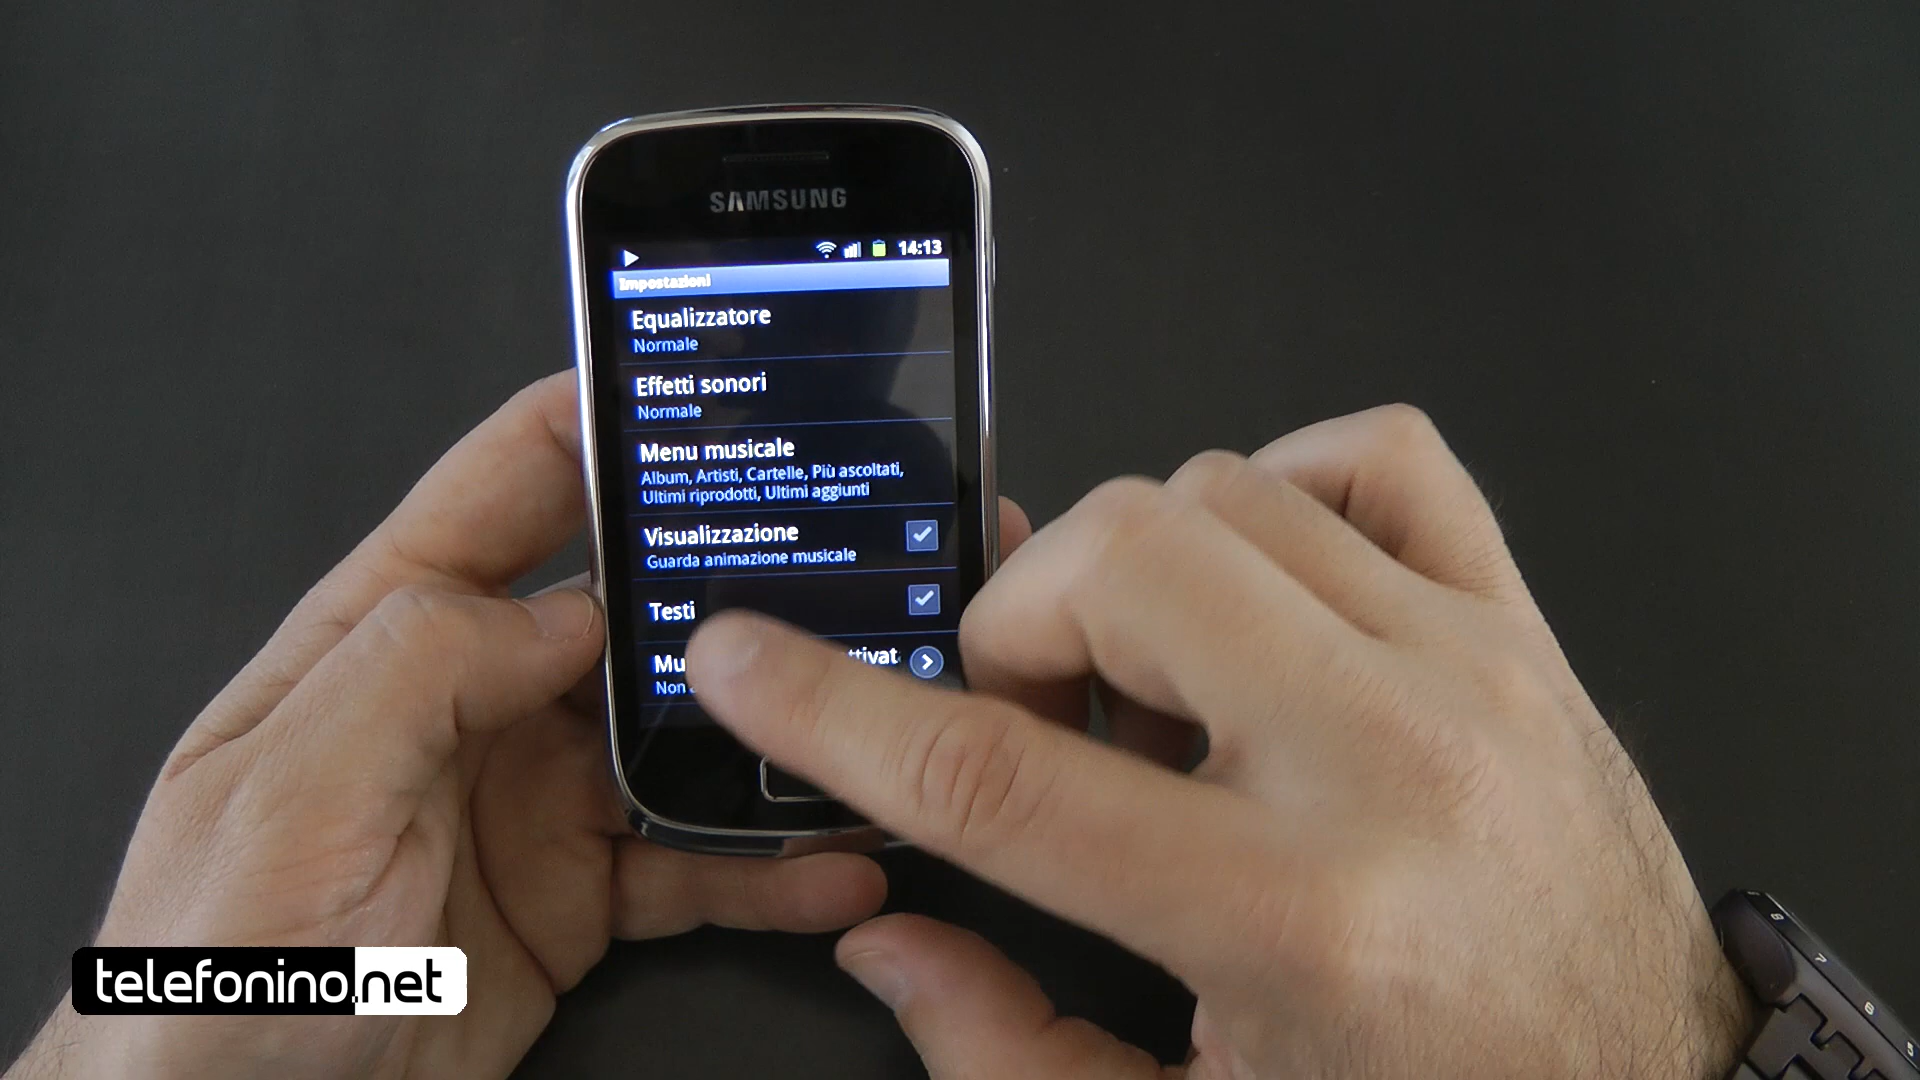 SAMSUNG
14:13
Impostazioni
Equalizzatore
Normale
Effetti sonori
Normale
Menu musicale
Album, Artisti, Cartelle, Più ascoltati,
Ultimi riprodotti, Ultimi aggiunti
Visualizzazione
Guarda animazione musicale
Testi
Non
telefonino.net